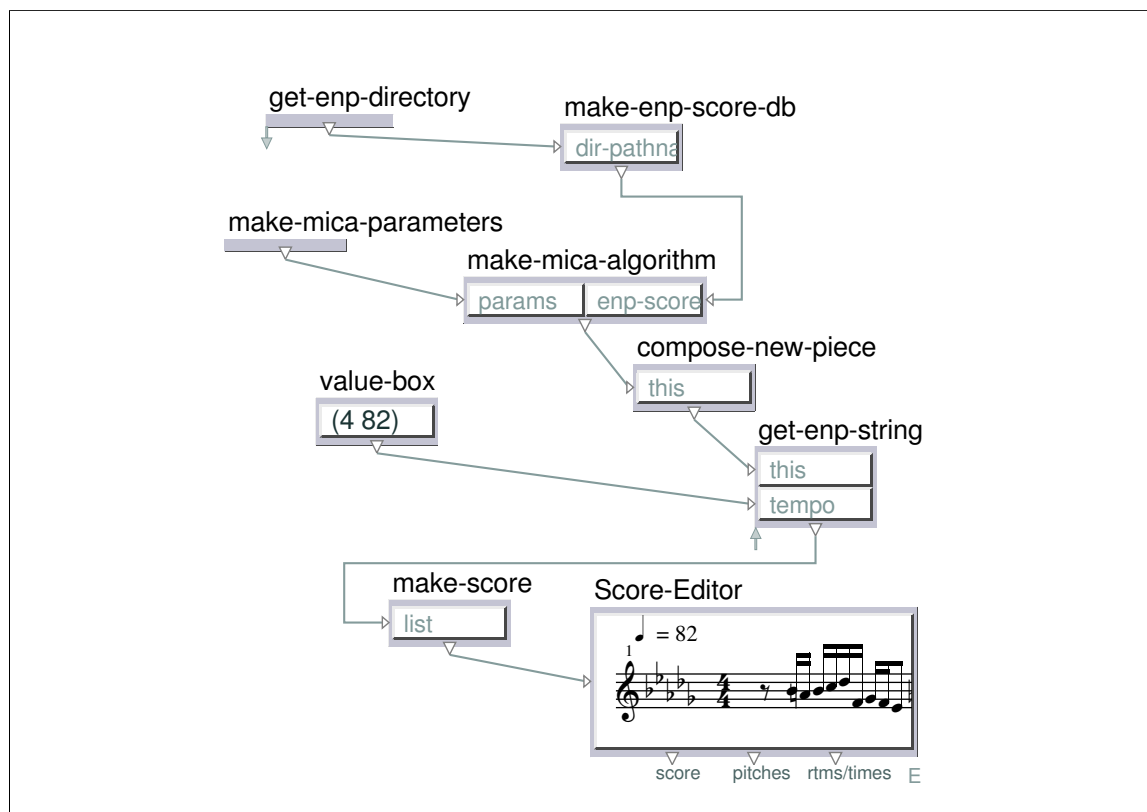 get-enp-directory
make-enp-score-db
dir-pathna
make-mica-parameters
make-mica-algorithm
params
enp-score
compose-new-piece
this
value-box
(4 82)
get-enp-string
this
tempo
make-score
list
Score-Editor
= 82
1
4
4
score
pitches
rtms/times
E